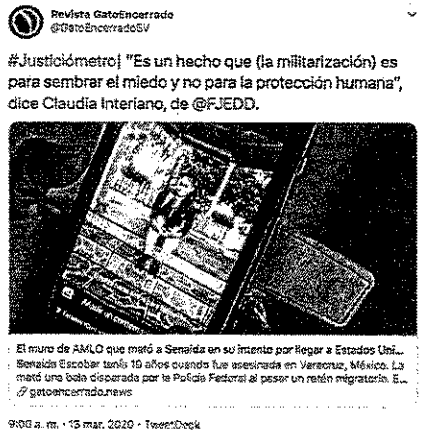 Revista GatoEncerrado
@GatoEncerradoSV
#Justiciómetro| "Es un hecho que (la militarización) es
para sembrar el miedo y no para la protección humana",
dice Claudia Interiano, de @FJEDD.
El muro de AMLO que mató a Senaida en su intento por llegar a Estados Uni...
Senaida Escobar tenía 19 años cuando fue asesinada en Veracruz, México. La
mató una bala disparada por la Policía Federal al pasar un retén migratorio. E...
gatoencerrado.news
9:00 a. m. · 13 mar. 2020 · TweetDeck